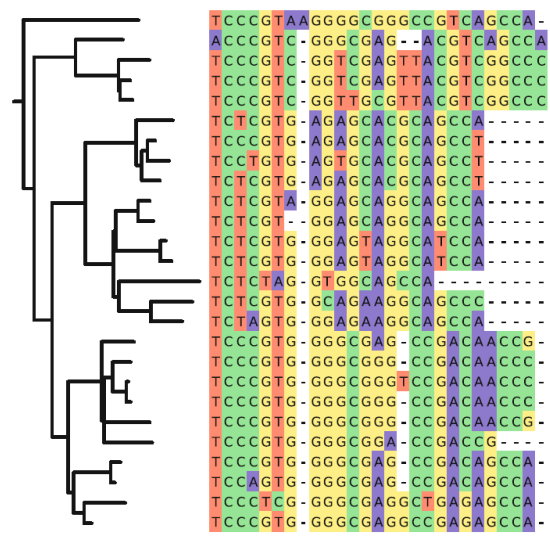 TCCCGTAAGGGGCGGGCCGTCAGCCA-
ACCCGTC-GGGCGAG--ACGTCAGCCA
TCCCGTC-GGTCGAGTTACGTCGGCCC
TCCCGTC-GGTCGAGTTACGTCGGCCC
TCCCGTC-GGTTGCGTTACGTCGGCCC
TCTCGTG-AGAGCACGCAGCCA-----
TCCCGTG-AGAGCACGCAGCCT-----
TCCTGTG-AGTGCACGCAGCCT-----
TCTCGTG-AGAGCACGCAGCCT-----
TCTCGTA-GGAGCAGGCAGCCA-----
TCTCGT--GGAGCAGGCAGCCA-----
TCTCGTG-GGAGTAGGCATCCA-----
TCTCGTG-GGAGTAGGCATCCA-----
TCTCTAG-GTGGCAGCCA---------
TCTCGTG-GCAGAAGGCAGCCC-----
TCTAGTG-GGAGAAGGCAGCCA-----
TCCCGTG-GGGCGAG-CCGACAACCG-
TCCCGTG-GGGCGGG-CCGACAACCC-
TCCCGTG-GGGCGGGTCCGACAACCC-
TCCCGTG-GGGCGGG-CCGACAACCC-
TCCCGTG-GGGCGGG-CCGACAACCG-
TCCCGTG-GGGCGGA-CCGACCG----
TCCCGTG-GGGCGAG-CCGACAGCCA-
TCCAGTG-GGGCGAG-CCGACAGCCA-
TCCCTCG-GGGCGAGGCTGAGAGCCA-
TCCCGTG-GGGCGAGGCCGAGAGCCA-